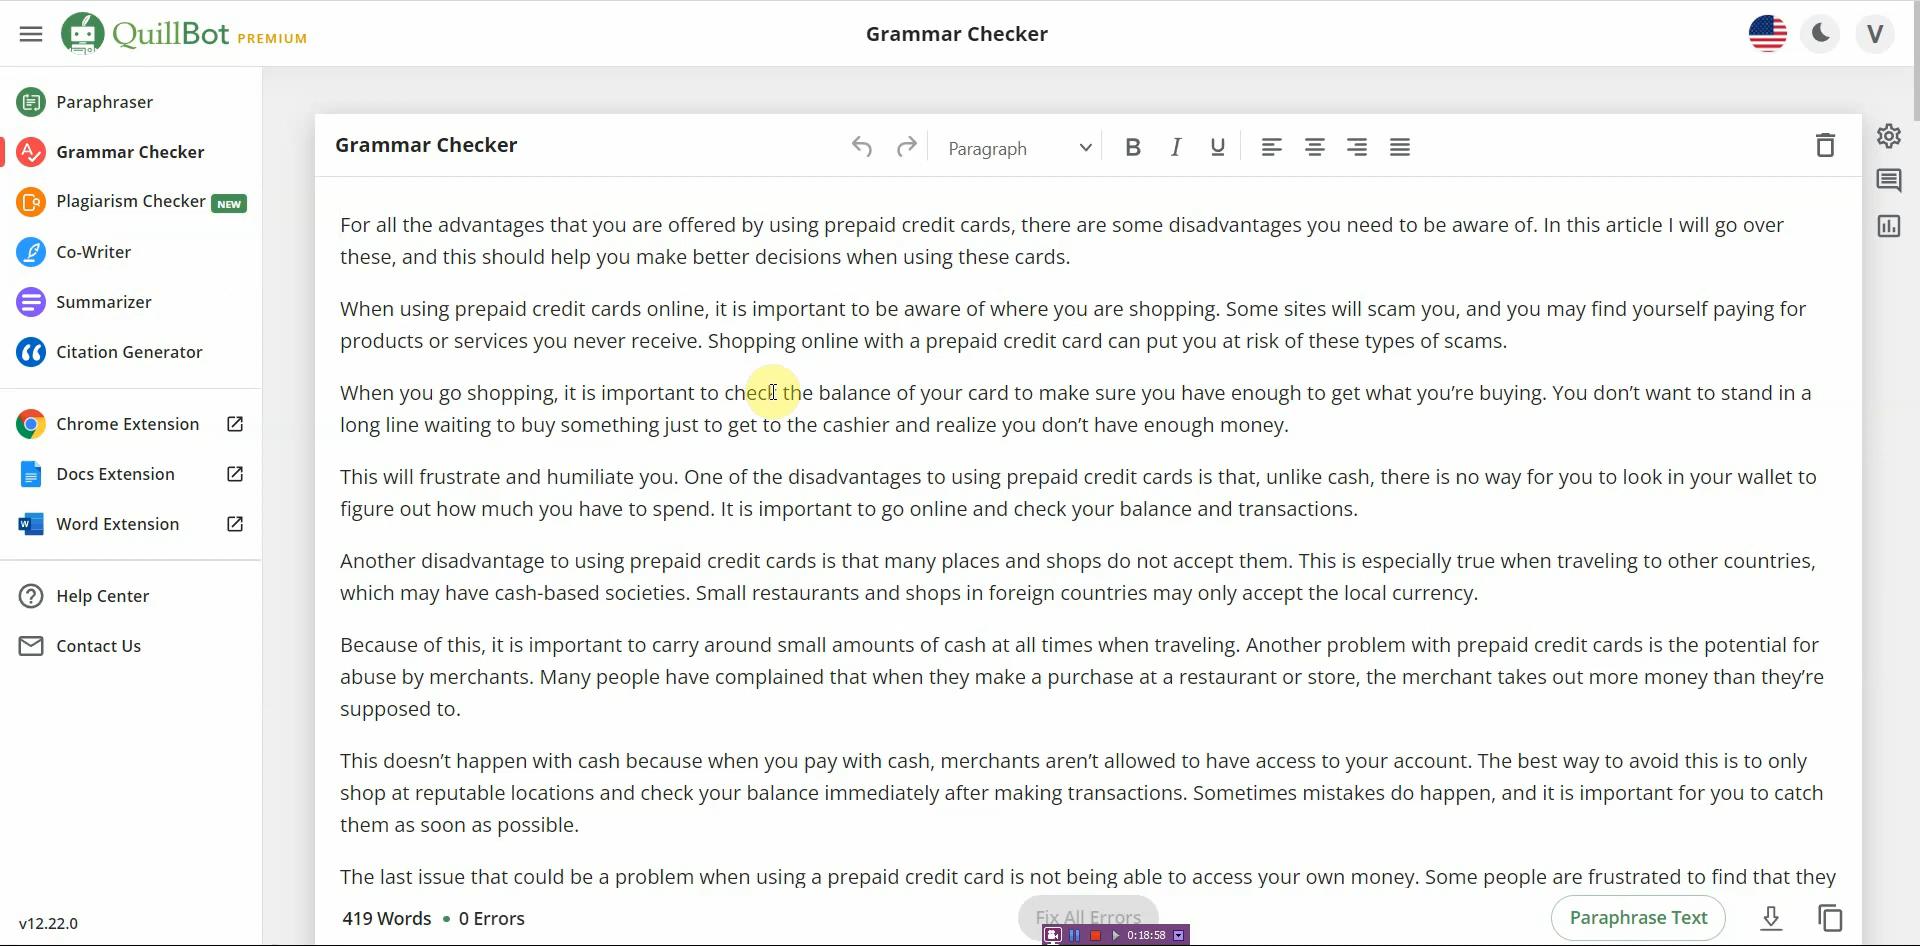 QuillBot PREMIUM
Grammar Checker
V
Paraphraser
Grammar Checker
Plagiarism Checker NEW
Co-Writer
Summarizer
Citation Generator
Chrome Extension
Docs Extension
W Word Extension
Help Center
Contact Us
v12.22.0
Grammar Checker
Paragraph
B I U
For all the advantages that you are offered by using prepaid credit cards, there are some disadvantages you need to be aware of. In this article I will go over
these, and this should help you make better decisions when using these cards.
When using prepaid credit cards online, it is important to be aware of where you are shopping. Some sites will scam you, and you may find yourself paying for
products or services you never receive. Shopping online with a prepaid credit card can put you at risk of these types of scams.
When you go shopping, it is important to check the balance of your card to make sure you have enough to get what you’re buying. You don’t want to stand in a
long line waiting to buy something just to get to the cashier and realize you don’t have enough money.
This will frustrate and humiliate you. One of the disadvantages to using prepaid credit cards is that, unlike cash, there is no way for you to look in your wallet to
figure out how much you have to spend. It is important to go online and check your balance and transactions.
Another disadvantage to using prepaid credit cards is that many places and shops do not accept them. This is especially true when traveling to other countries,
which may have cash-based societies. Small restaurants and shops in foreign countries may only accept the local currency.
Because of this, it is important to carry around small amounts of cash at all times when traveling. Another problem with prepaid credit cards is the potential for
abuse by merchants. Many people have complained that when they make a purchase at a restaurant or store, the merchant takes out more money than they’re
supposed to.
This doesn’t happen with cash because when you pay with cash, merchants aren’t allowed to have access to your account. The best way to avoid this is to only
shop at reputable locations and check your balance immediately after making transactions. Sometimes mistakes do happen, and it is important for you to catch
them as soon as possible.
The last issue that could be a problem when using a prepaid credit card is not being able to access your own money. Some people are frustrated to find that they
419 Words • 0 Errors
Fix All Errors
Paraphrase Text
0:18:58